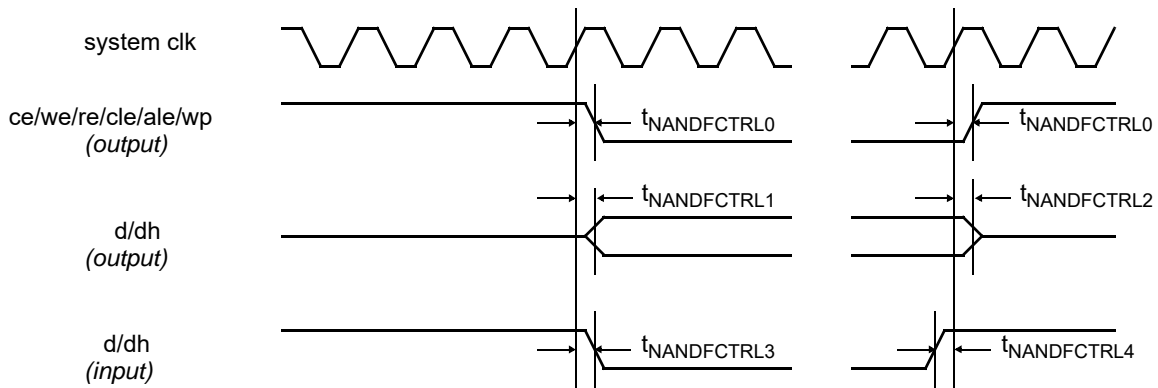 system clk
ce/we/re/cle/ale/wp
(output)
tNANDFCTRL0
tNANDFCTRL0
d/dh
(output)
tNANDFCTRL1
tNANDFCTRL2
d/dh
(input)
tNANDFCTRL3
tNANDFCTRL4